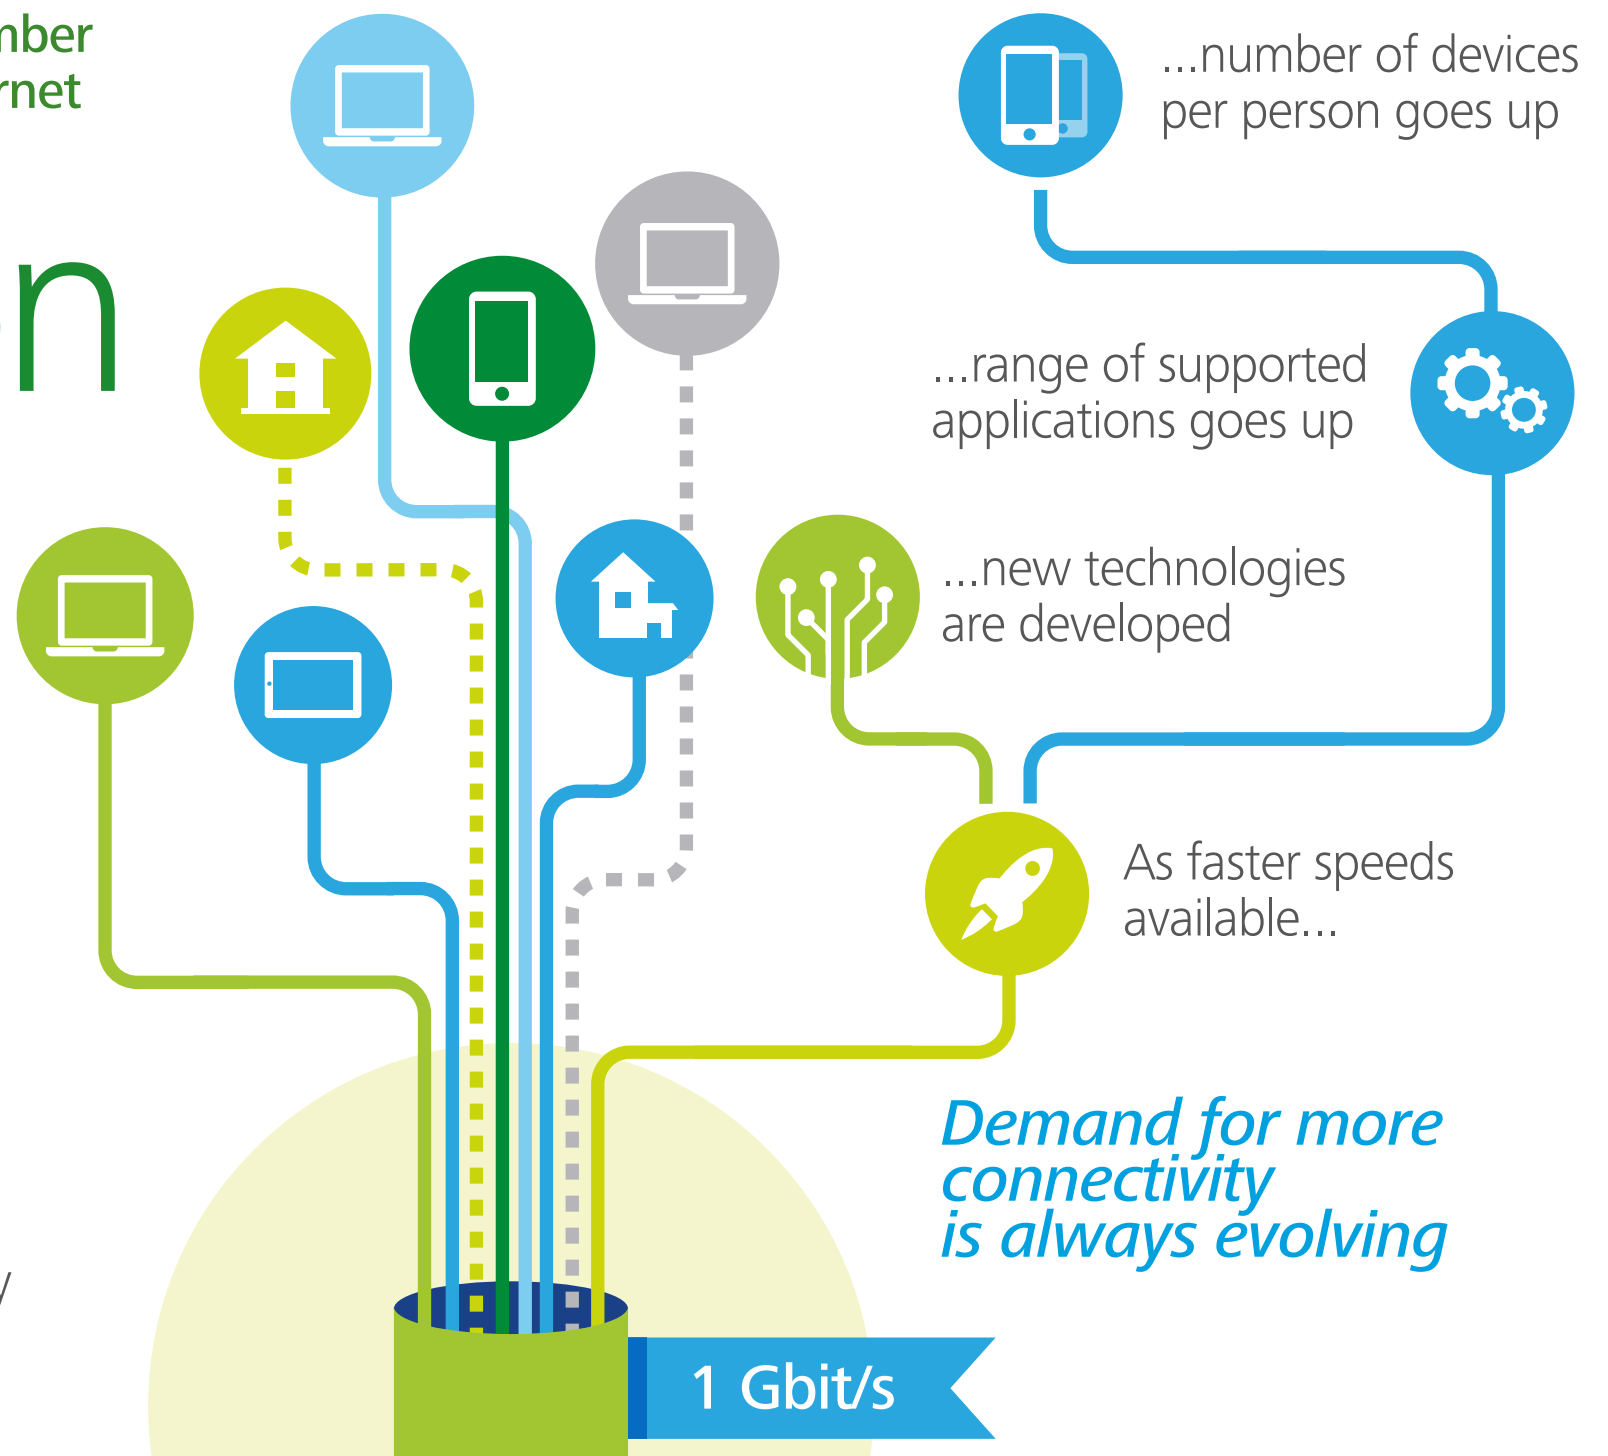 ...number of devices
per person goes up
...range of supported
applications goes up
...new technologies
are developed
As faster speeds
available...
Demand for more
connectivity
is always evolving
1 Gbit/s